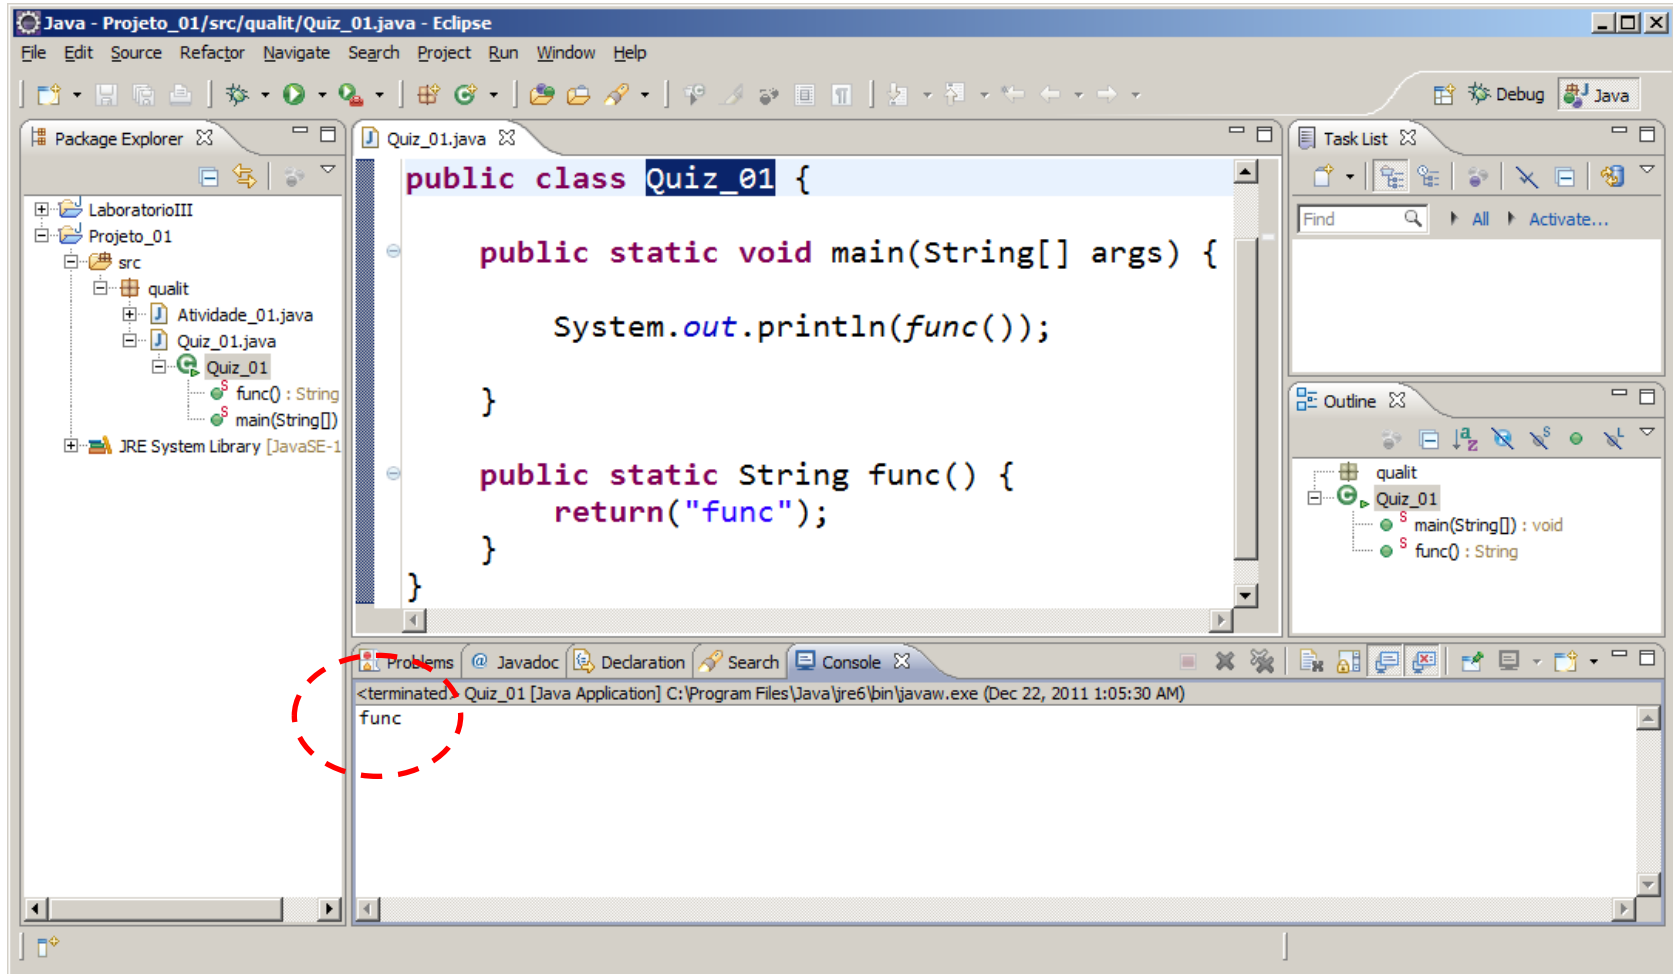 Java - Projeto_01/src/qualit/Quiz_01.java - Eclipse
File Edit Source Refactor Navigate Search Project Run Window Help
Debug Java
Package Explorer
LaboratorioIII
Projeto_01
src
qualit
Atividade_01.java
Quiz_01.java
Quiz_01
func() : String
main(String[])
JRE System Library [JavaSE-1
Quiz_01.java
public class Quiz_01 {
public static void main(String[] args) {
System.out.println(func());
}
public static String func() {
return("func");
}
}
Task List
Find All Activate...
Outline
qualit
Quiz_01
main(String[]) : void
func() : String
Problems Javadoc Declaration Search Console
<terminated> Quiz_01 [Java Application] C:\Program Files\Java\jre6\bin\javaw.exe (Dec 22, 2011 1:05:30 AM)
func